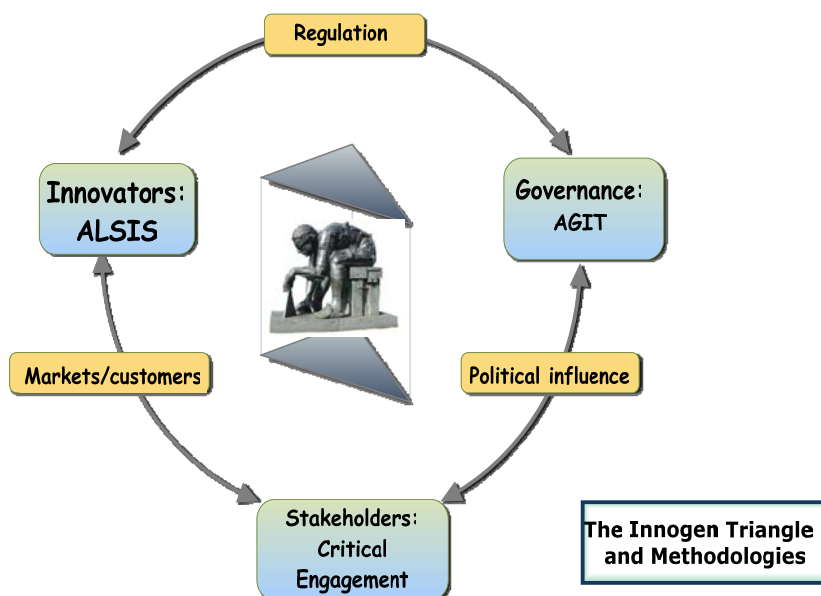 Regulation
Innovators:
ALSIS
Governance:
AGIT
Markets/customers
Political influence
Stakeholders:
Critical
Engagement
The Innogen Triangle
and Methodologies